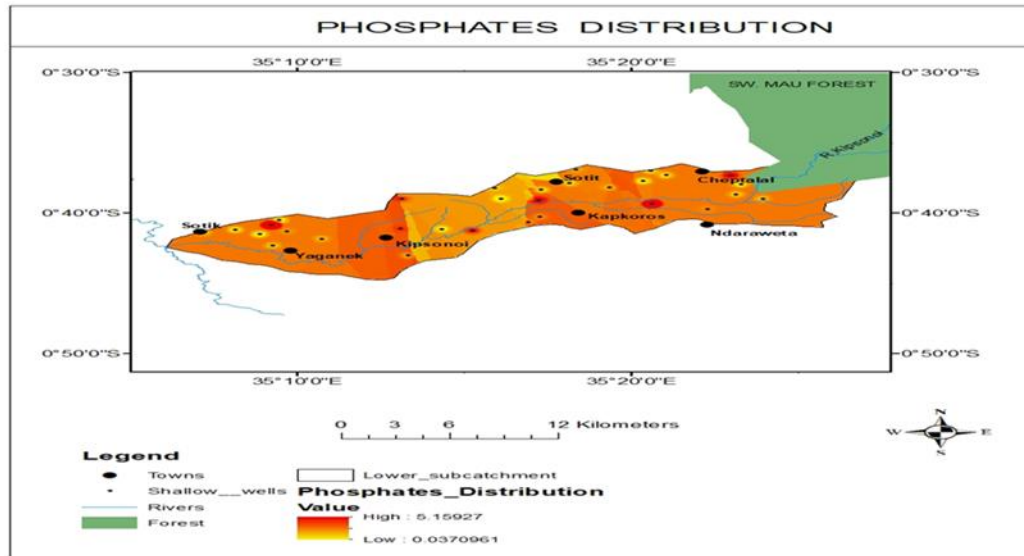 PHOSPHATES DISTRIBUTION
35°10'0"E 35°20'0"E
0°30'0"S 0°30'0"S
SW. MAU FOREST
R.Kipsonoi
Sotit
Chepjalal
0°40'0"S 0°40'0"S
Sotik
Kapkoros
Ndaraweta
Kipsonoi
Yaganek
0°50'0"S 0°50'0"S
35°10'0"E 35°20'0"E
0 3 6 12 Kilometers
N
W E
S
Legend
Towns
Shallow__wells
Rivers
Forest
Lower_subcatchment
Phosphates_Distribution
Value
High : 5.15927
Low : 0.0370961